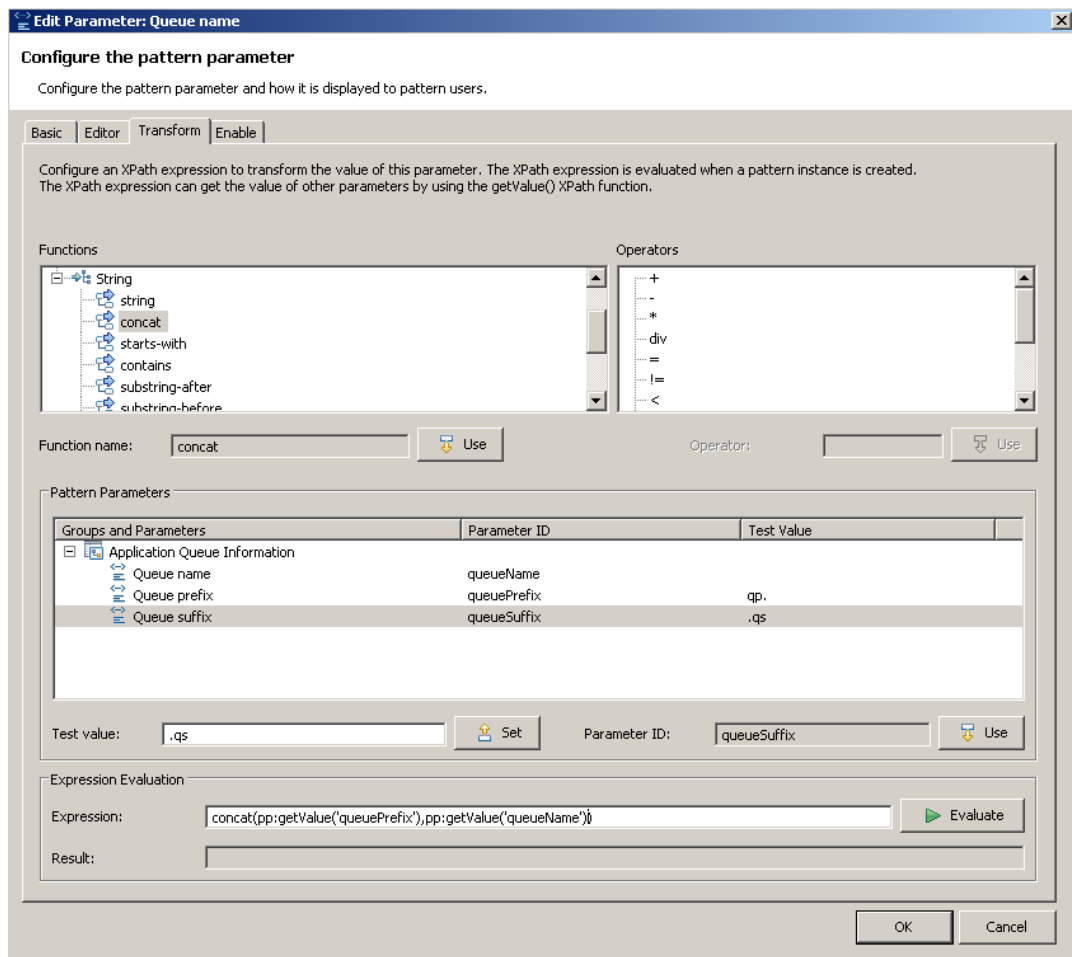 Edit Parameter: Queue name
Configure the pattern parameter
Configure the pattern parameter and how it is displayed to pattern users.
Basic Editor Transform Enable
Configure an XPath expression to transform the value of this parameter. The XPath expression is evaluated when a pattern instance is created.
The XPath expression can get the value of other parameters by using the getValue() XPath function.
Functions Operators
String +
string -
concat *
starts-with div
contains =
substring-after !=
substring-before <
Function name: concat Use Operator: Use
Pattern Parameters
Groups and Parameters Parameter ID Test Value
Application Queue Information
Queue name queueName
Queue prefix queuePrefix qp.
Queue suffix queueSuffix .qs
Test value: .qs Set Parameter ID: queueSuffix Use
Expression Evaluation
Expression: concat(pp:getValue('queuePrefix'),pp:getValue('queueName')) Evaluate
Result:
OK Cancel